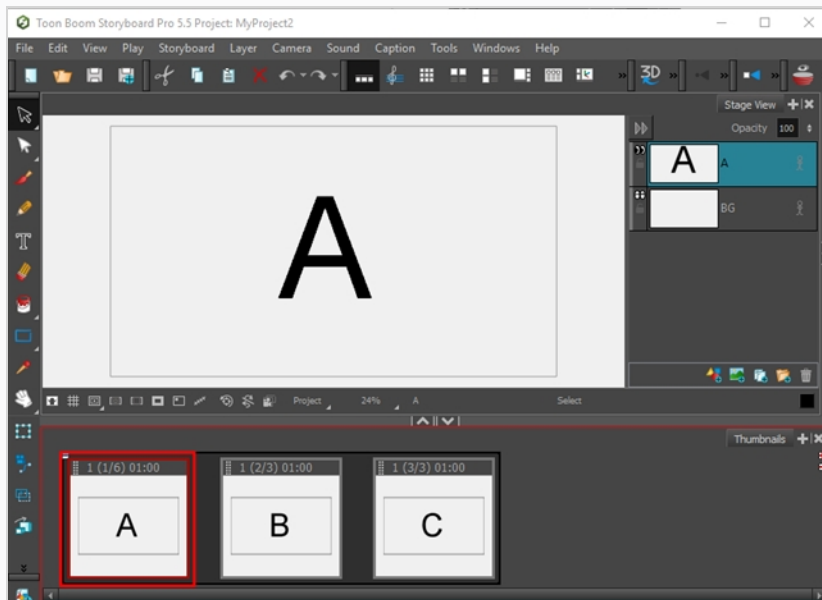 Toon Boom Storyboard Pro 5.5 Project: MyProject2
File Edit View Play Storyboard Layer Camera Sound Caption Tools Windows Help
3D
Stage View
Opacity 100
A
A A
BG
Project 24% A Select
Thumbnails
1 (1/6) 01:00 1 (2/3) 01:00 1 (3/3) 01:00
A B C